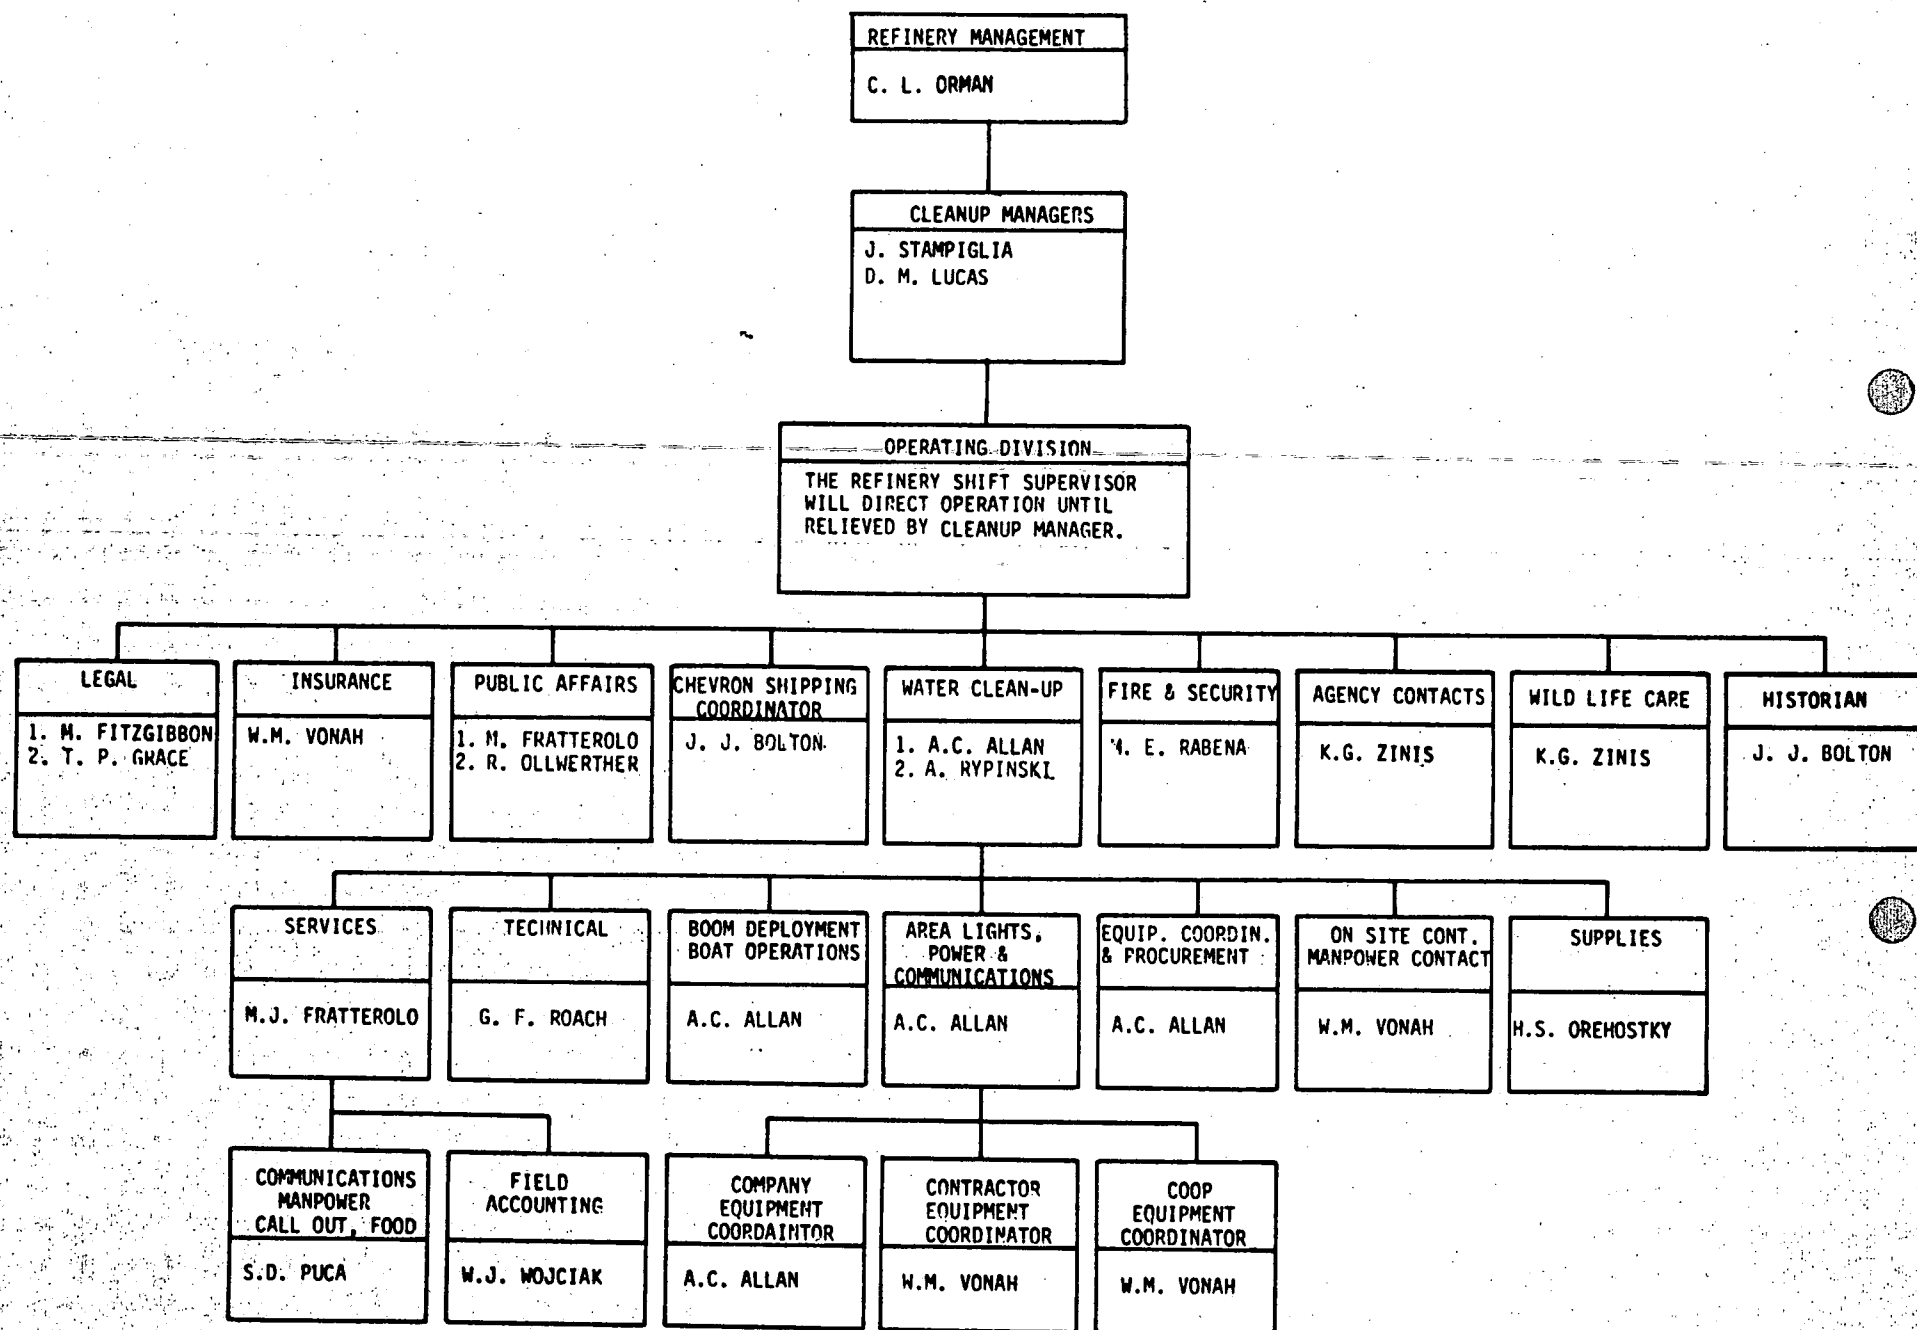 REFINERY MANAGEMENT
C. L. ORMAN
CLEANUP MANAGERS
J. STAMPIGLIA
D. M. LUCAS
OPERATING DIVISION
THE REFINERY SHIFT SUPERVISOR
WILL DIRECT OPERATION UNTIL
RELIEVED BY CLEANUP MANAGER.
LEGAL
1. M. FITZGIBBON
2. T. P. GRACE
INSURANCE
W.M. VONAH
PUBLIC AFFAIRS
1. M. FRATTEROLO
2. R. OLLWERTHER
CHEVRON SHIPPING
COORDINATOR
J. J. BOLTON
WATER CLEAN-UP
1. A.C. ALLAN
2. A. RYPINSKI
FIRE & SECURITY
E. RABENA
AGENCY CONTACTS
K.G. ZINIS
WILD LIFE CARE
K.G. ZINIS
HISTORIAN
J. J. BOLTON
SERVICES
M.J. FRATTEROLO
TECHNICAL
G. F. ROACH
BOOM DEPLOYMENT
BOAT OPERATIONS
A.C. ALLAN
AREA LIGHTS,
POWER &
COMMUNICATIONS
A.C. ALLAN
EQUIP. COORDIN.
& PROCUREMENT
A.C. ALLAN
ON SITE CONT.
MANPOWER CONTACT
W.M. VONAH
SUPPLIES
H.S. OREHOSTKY
COMMUNICATIONS
MANPOWER
CALL OUT, FOOD
S.D. PUCA
FIELD
ACCOUNTING
W.J. WOJCIAK
COMPANY
EQUIPMENT
COORDAINTOR
A.C. ALLAN
CONTRACTOR
EQUIPMENT
COORDINATOR
W.M. VONAH
COOP
EQUIPMENT
COORDINATOR
W.M. VONAH